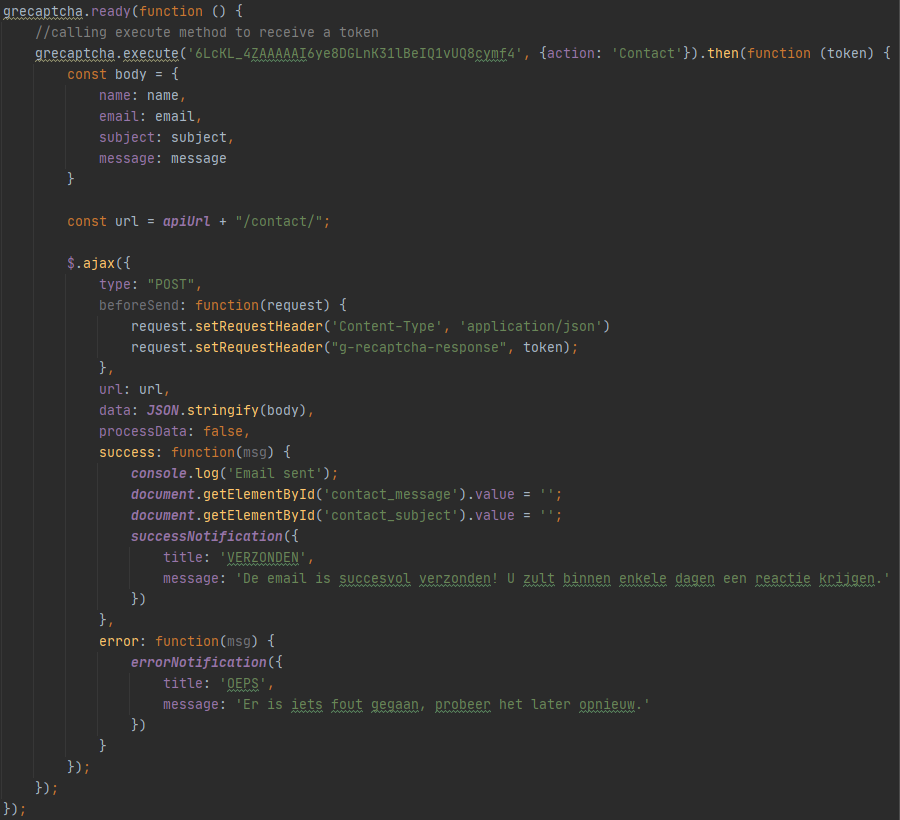 grecaptcha.ready(function () {
    //calling execute method to receive a token
    grecaptcha.execute('6LcKL_4ZAAAAAI6ye8DGLnK31lBeIQ1vUQ8cymf4', {action: 'Contact'}).then(function (token) {
        const body = {
            name: name,
            email: email,
            subject: subject,
            message: message
        }

        const url = apiUrl + "/contact/";

        $.ajax({
            type: "POST",
            beforeSend: function(request) {
                request.setRequestHeader('Content-Type', 'application/json')
                request.setRequestHeader("g-recaptcha-response", token);
            },
            url: url,
            data: JSON.stringify(body),
            processData: false,
            success: function(msg) {
                console.log('Email sent');
                document.getElementById('contact_message').value = '';
                document.getElementById('contact_subject').value = '';
                successNotification({
                    title: 'VERZONDEN',
                    message: 'De email is succesvol verzonden! U zult binnen enkele dagen een reactie krijgen.'
                })
            },
            error: function(msg) {
                errorNotification({
                    title: 'OEPS',
                    message: 'Er is iets fout gegaan, probeer het later opnieuw.'
                })
            }
        });
    });
});